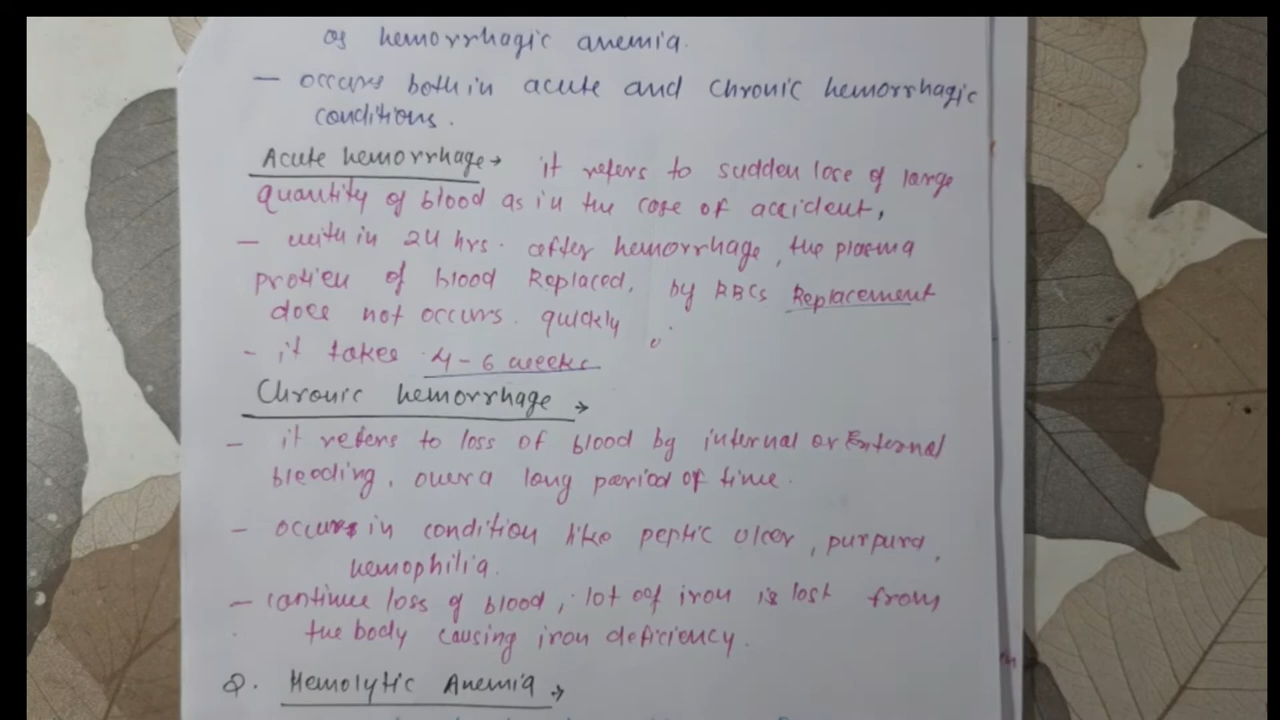 of hemorrhagic anemia.
— occurs both in acute and chronic hemorrhagic
conditions.
Acute hemorrhage → it refers to sudden lose of large
quantity of blood as in the case of accident,
— with in 24 hrs. after hemorrhage, the plasma
protien of blood Replaced, by RBCs Replacement
does not occurs quickly
- it takes 4-6 weeks
Chronic hemorrhage →
— it refers to loss of blood by internal or External
bleeding, over a long period of time.
— occurs in condition like peptic ulcer, purpura,
hemophilia.
— continue loss of blood, lot oof iron is lost from
the body causing iron deficiency.
Q. Hemolytic Anemia →